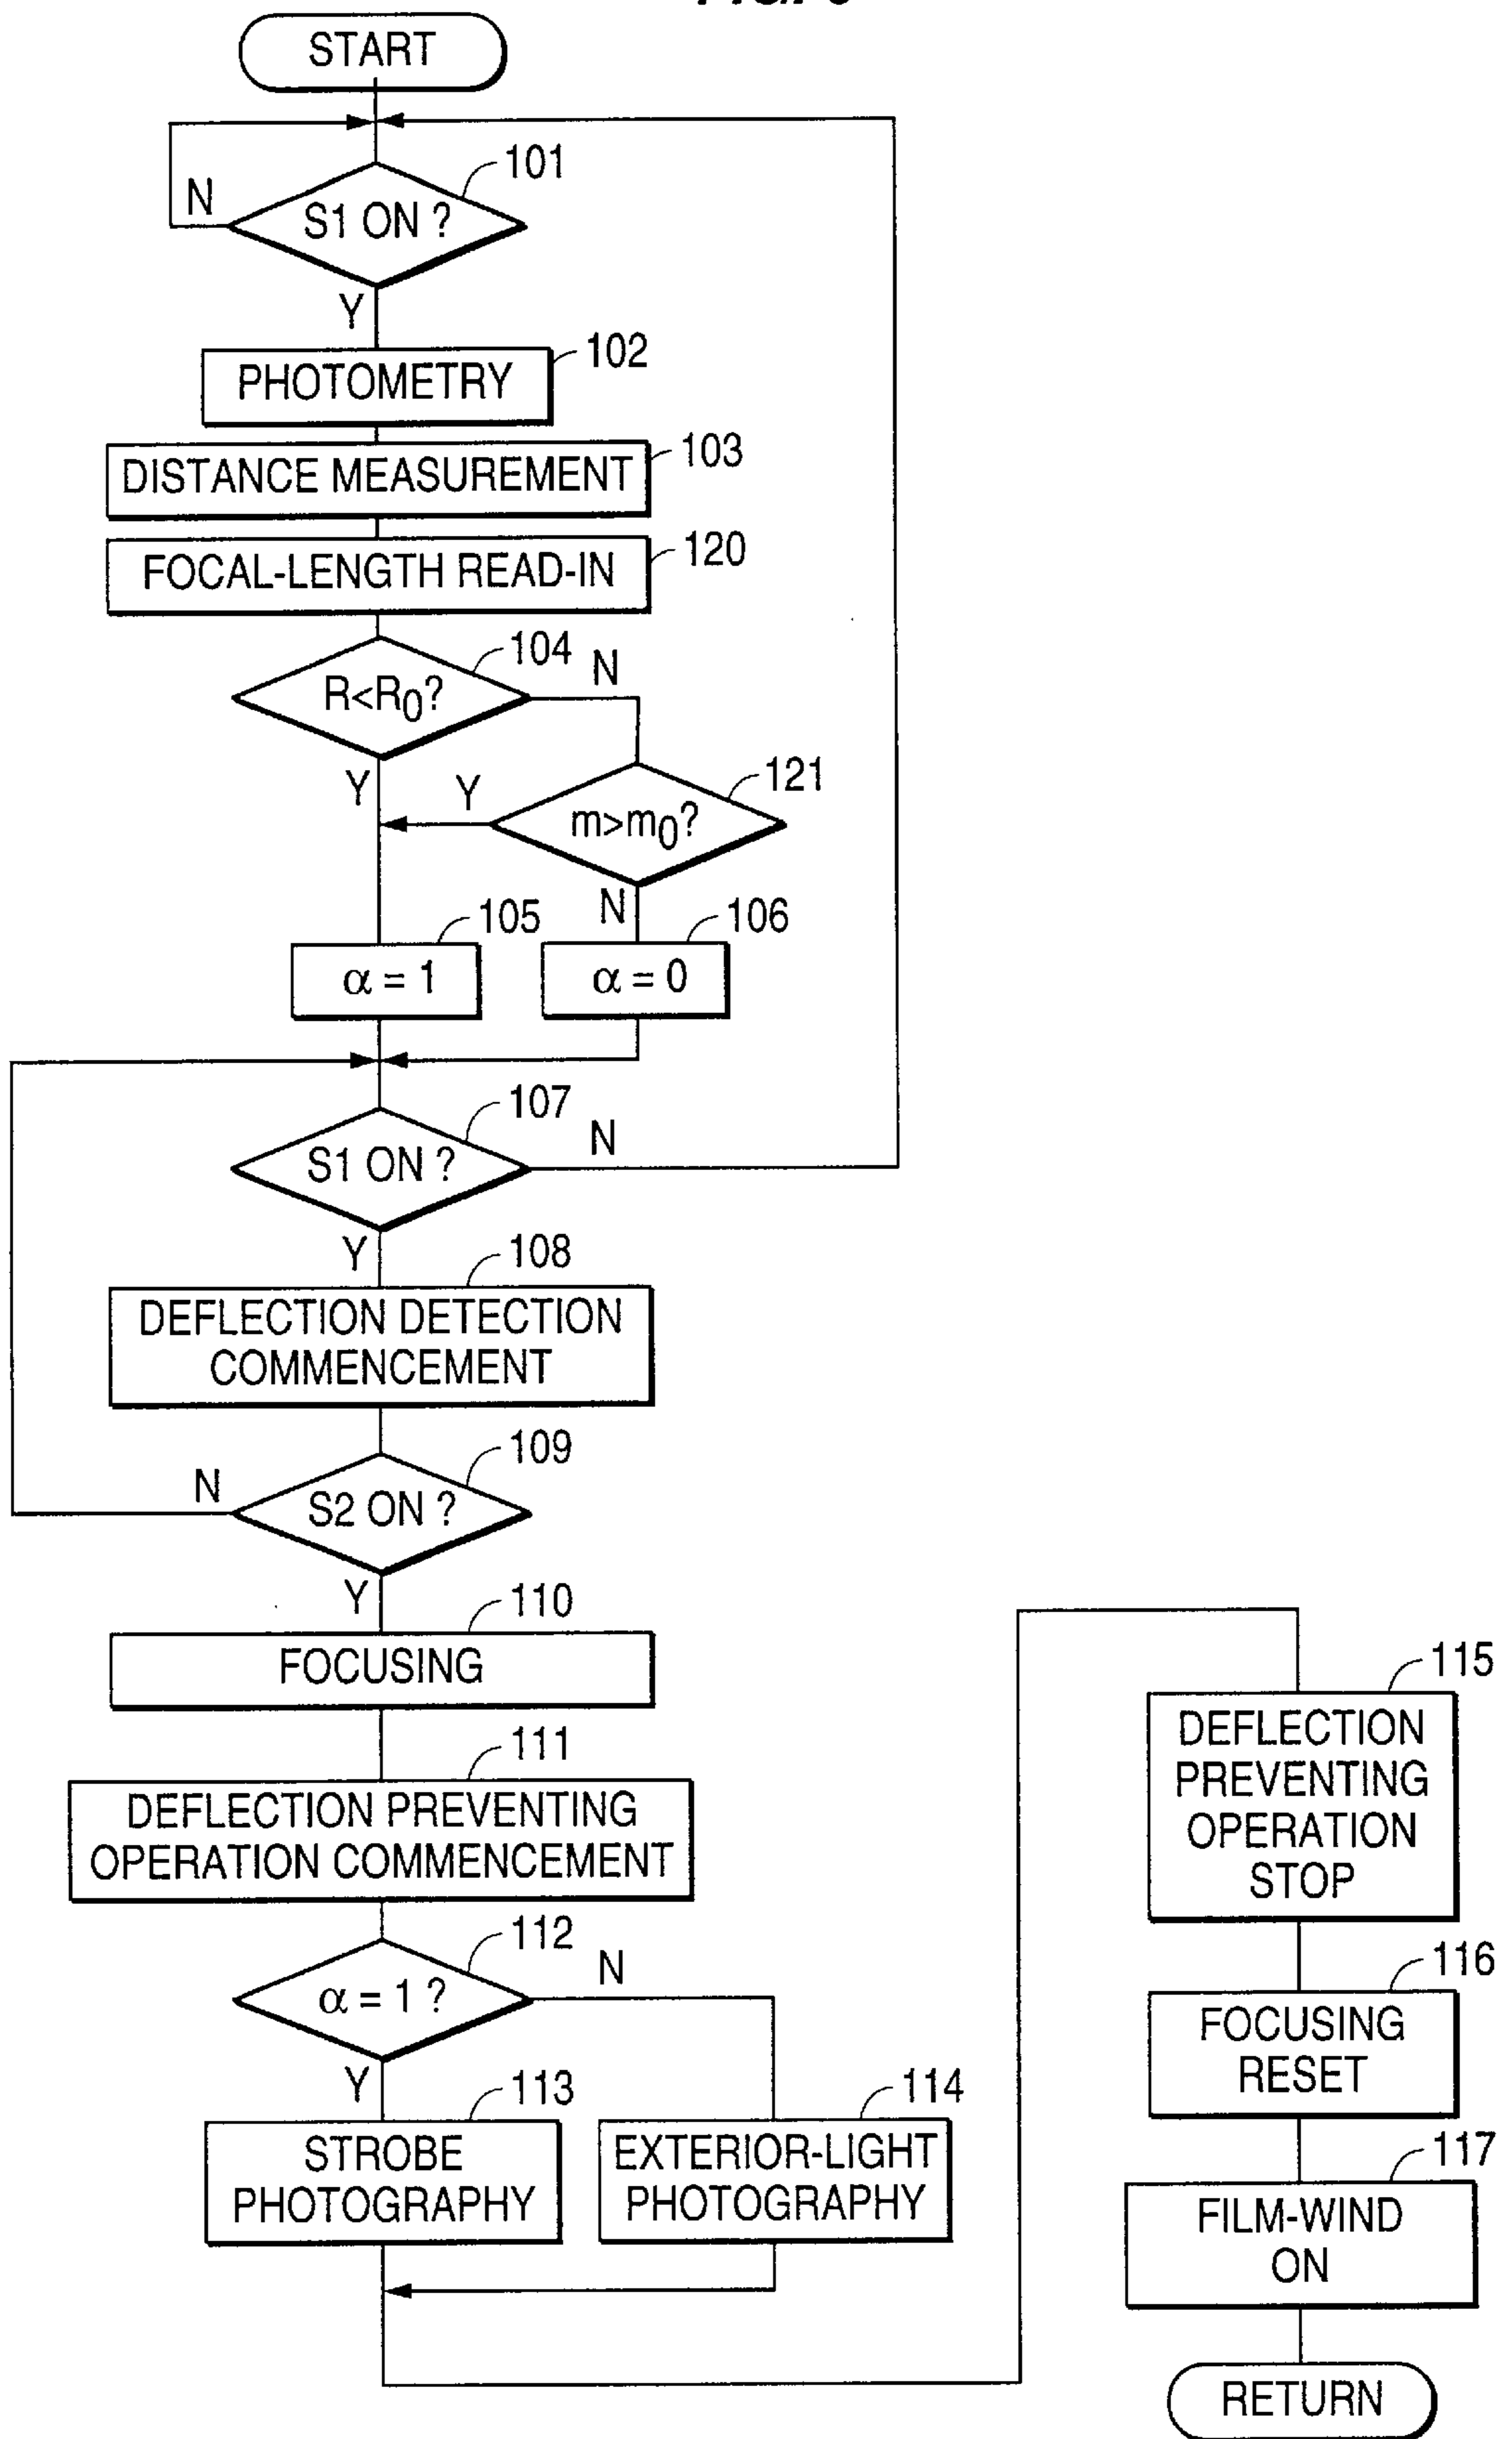 START
101
N
S1 ON ?
Y
102
PHOTOMETRY
103
DISTANCE MEASUREMENT
120
FOCAL-LENGTH READ-IN
104
N
R<R0?
Y
Y
121
m>m0?
N
105
106
α = 1
α = 0
107
N
S1 ON ?
Y
108
DEFLECTION DETECTION
COMMENCEMENT
109
N
S2 ON ?
Y
110
FOCUSING
111
DEFLECTION PREVENTING
OPERATION COMMENCEMENT
112
N
α = 1 ?
Y
113
114
STROBE
PHOTOGRAPHY
EXTERIOR-LIGHT
PHOTOGRAPHY
115
DEFLECTION
PREVENTING
OPERATION
STOP
116
FOCUSING
RESET
117
FILM-WIND
ON
RETURN